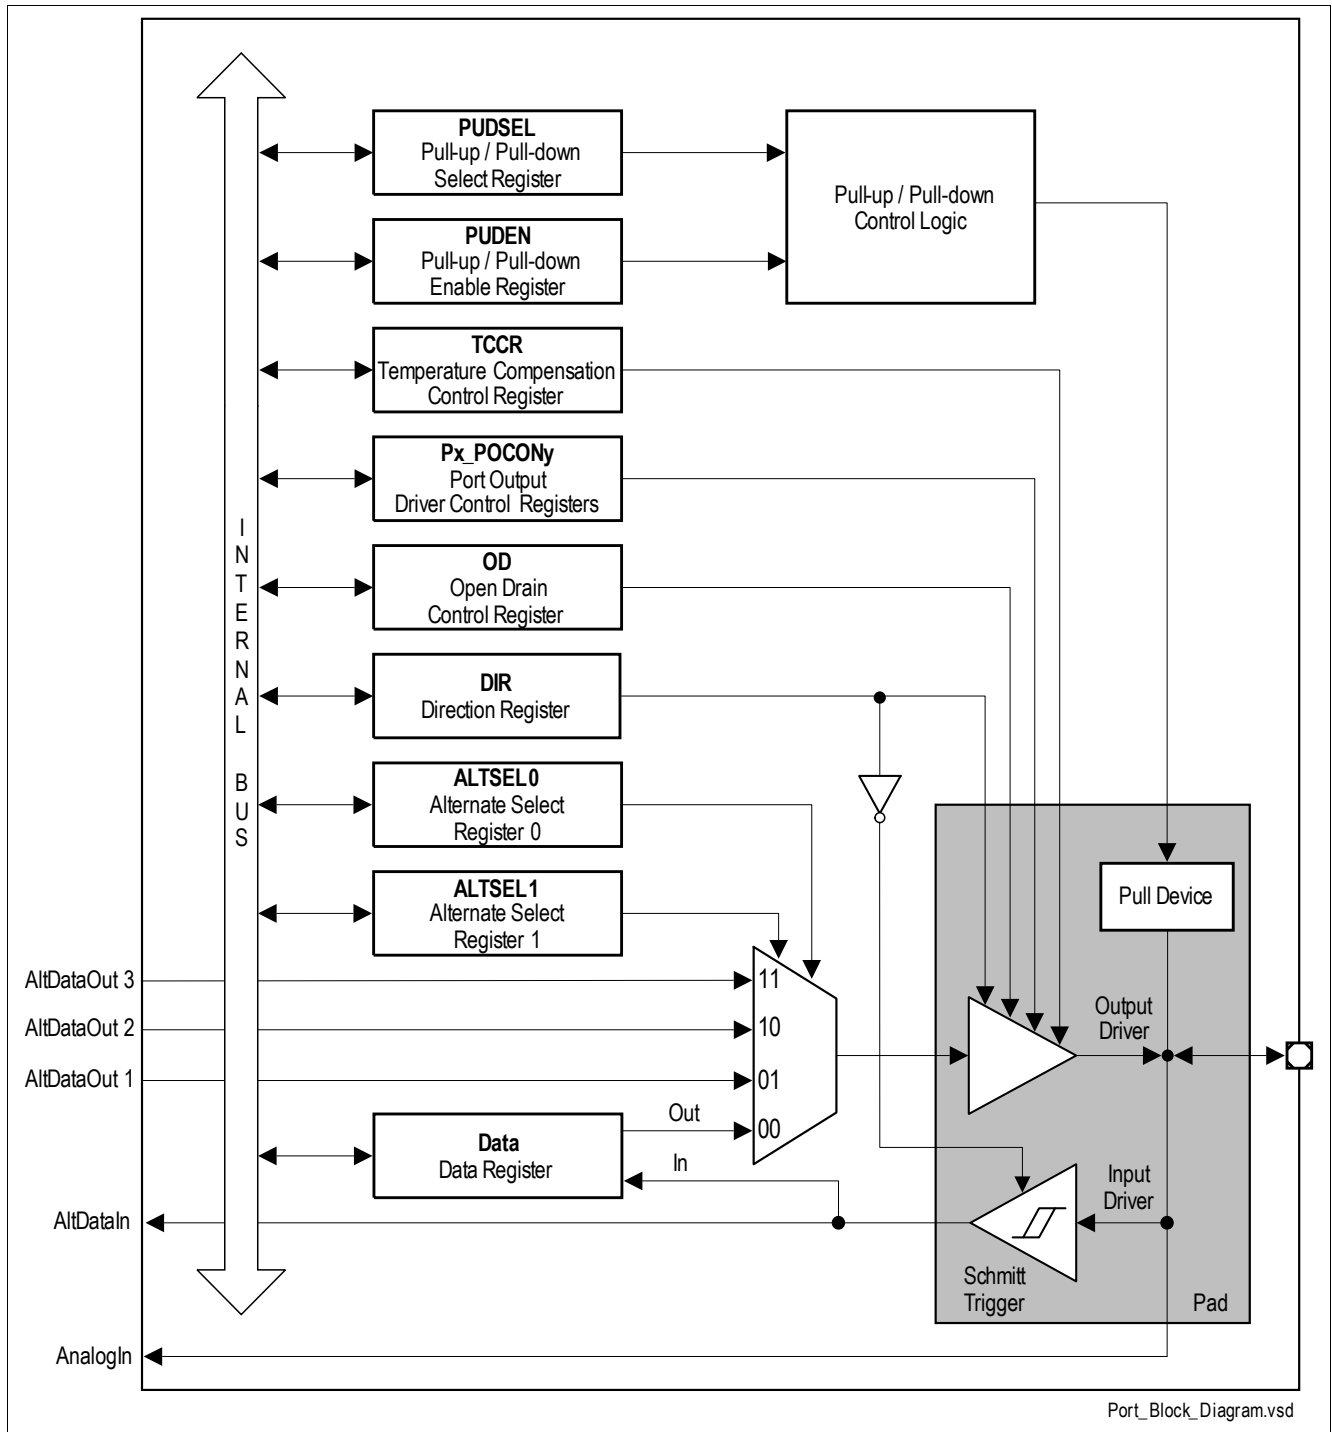 PUDSEL
Pull-up / Pull-down
Select Register
Pull-up / Pull-down
Control Logic
PUDEN
Pull-up / Pull-down
Enable Register
TCCR
Temperature Compensation
Control Register
Px_POCONy
Port Output
Driver Control Registers
INTERNAL BUS
OD
Open Drain
Control Register
DIR
Direction Register
ALTSEL0
Alternate Select
Register 0
ALTSEL1
Alternate Select
Register 1
Pull Device
AltDataOut 3
11
AltDataOut 2
10
AltDataOut 1
01
Output
Driver
Out
00
Data
Data Register
In
Input
Driver
AltDataIn
Schmitt
Trigger
Pad
AnalogIn
Port_Block_Diagram.vsd